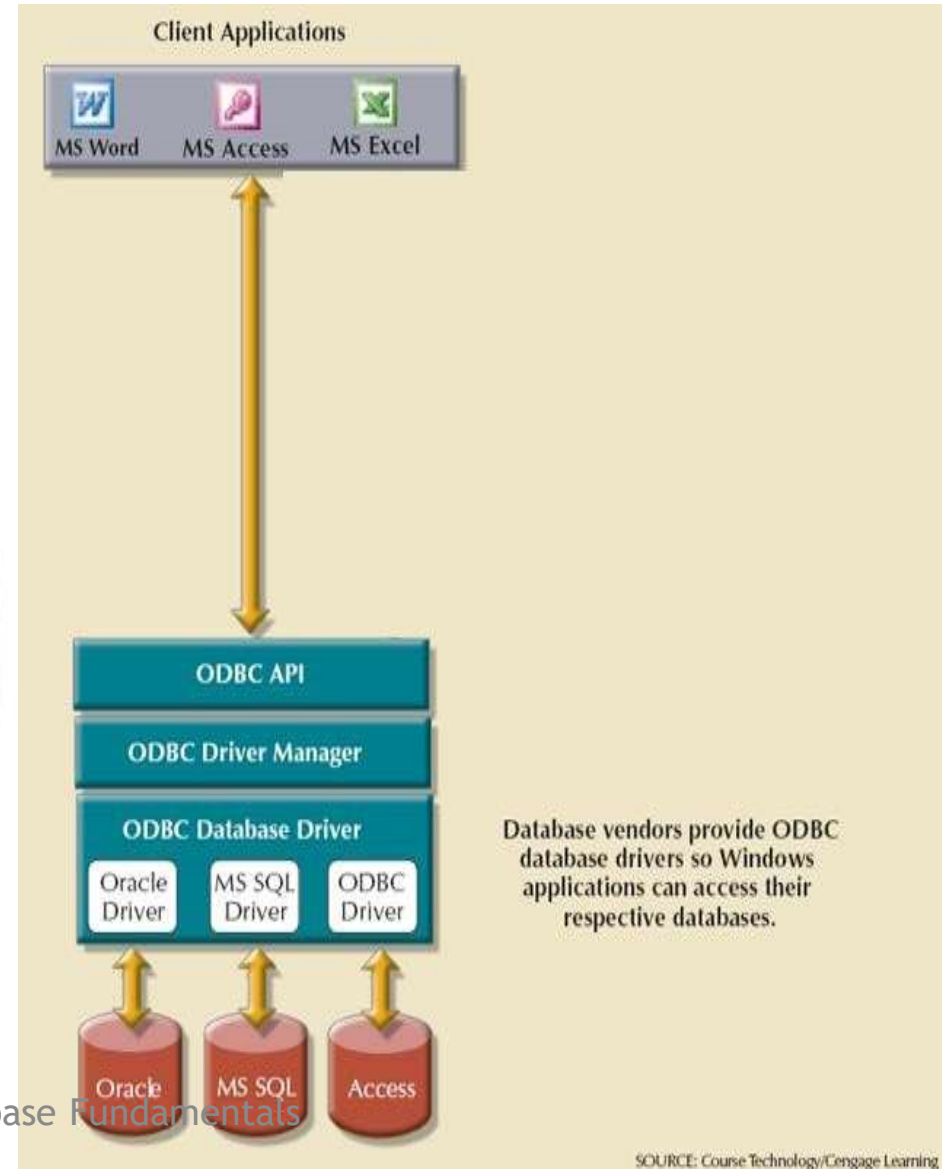 Client Applications
MS Word MS Access MS Excel
ODBC API
ODBC Driver Manager
ODBC Database Driver
Oracle MS SQL ODBC
Driver Driver Driver
Database vendors provide ODBC
database drivers so Windows
applications can access their
respective databases.
Oracle MS SQL Access
ase Fundamentals
SOURCE: Course Technology/Cengage Learning